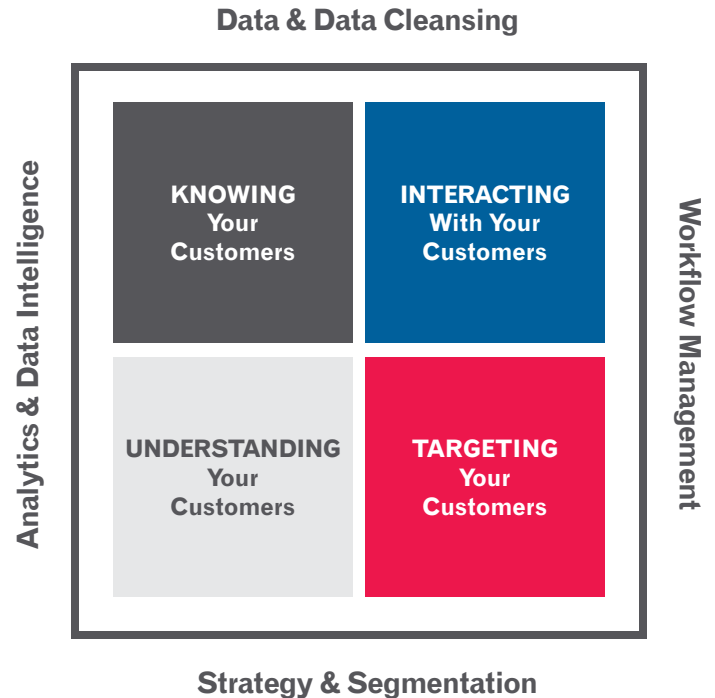 Data & Data Cleansing
Analytics & Data Intelligence
KNOWING
Your
Customers
INTERACTING
With Your
Customers
Workflow Management
UNDERSTANDING
Your
Customers
TARGETING
Your
Customers
Strategy & Segmentation